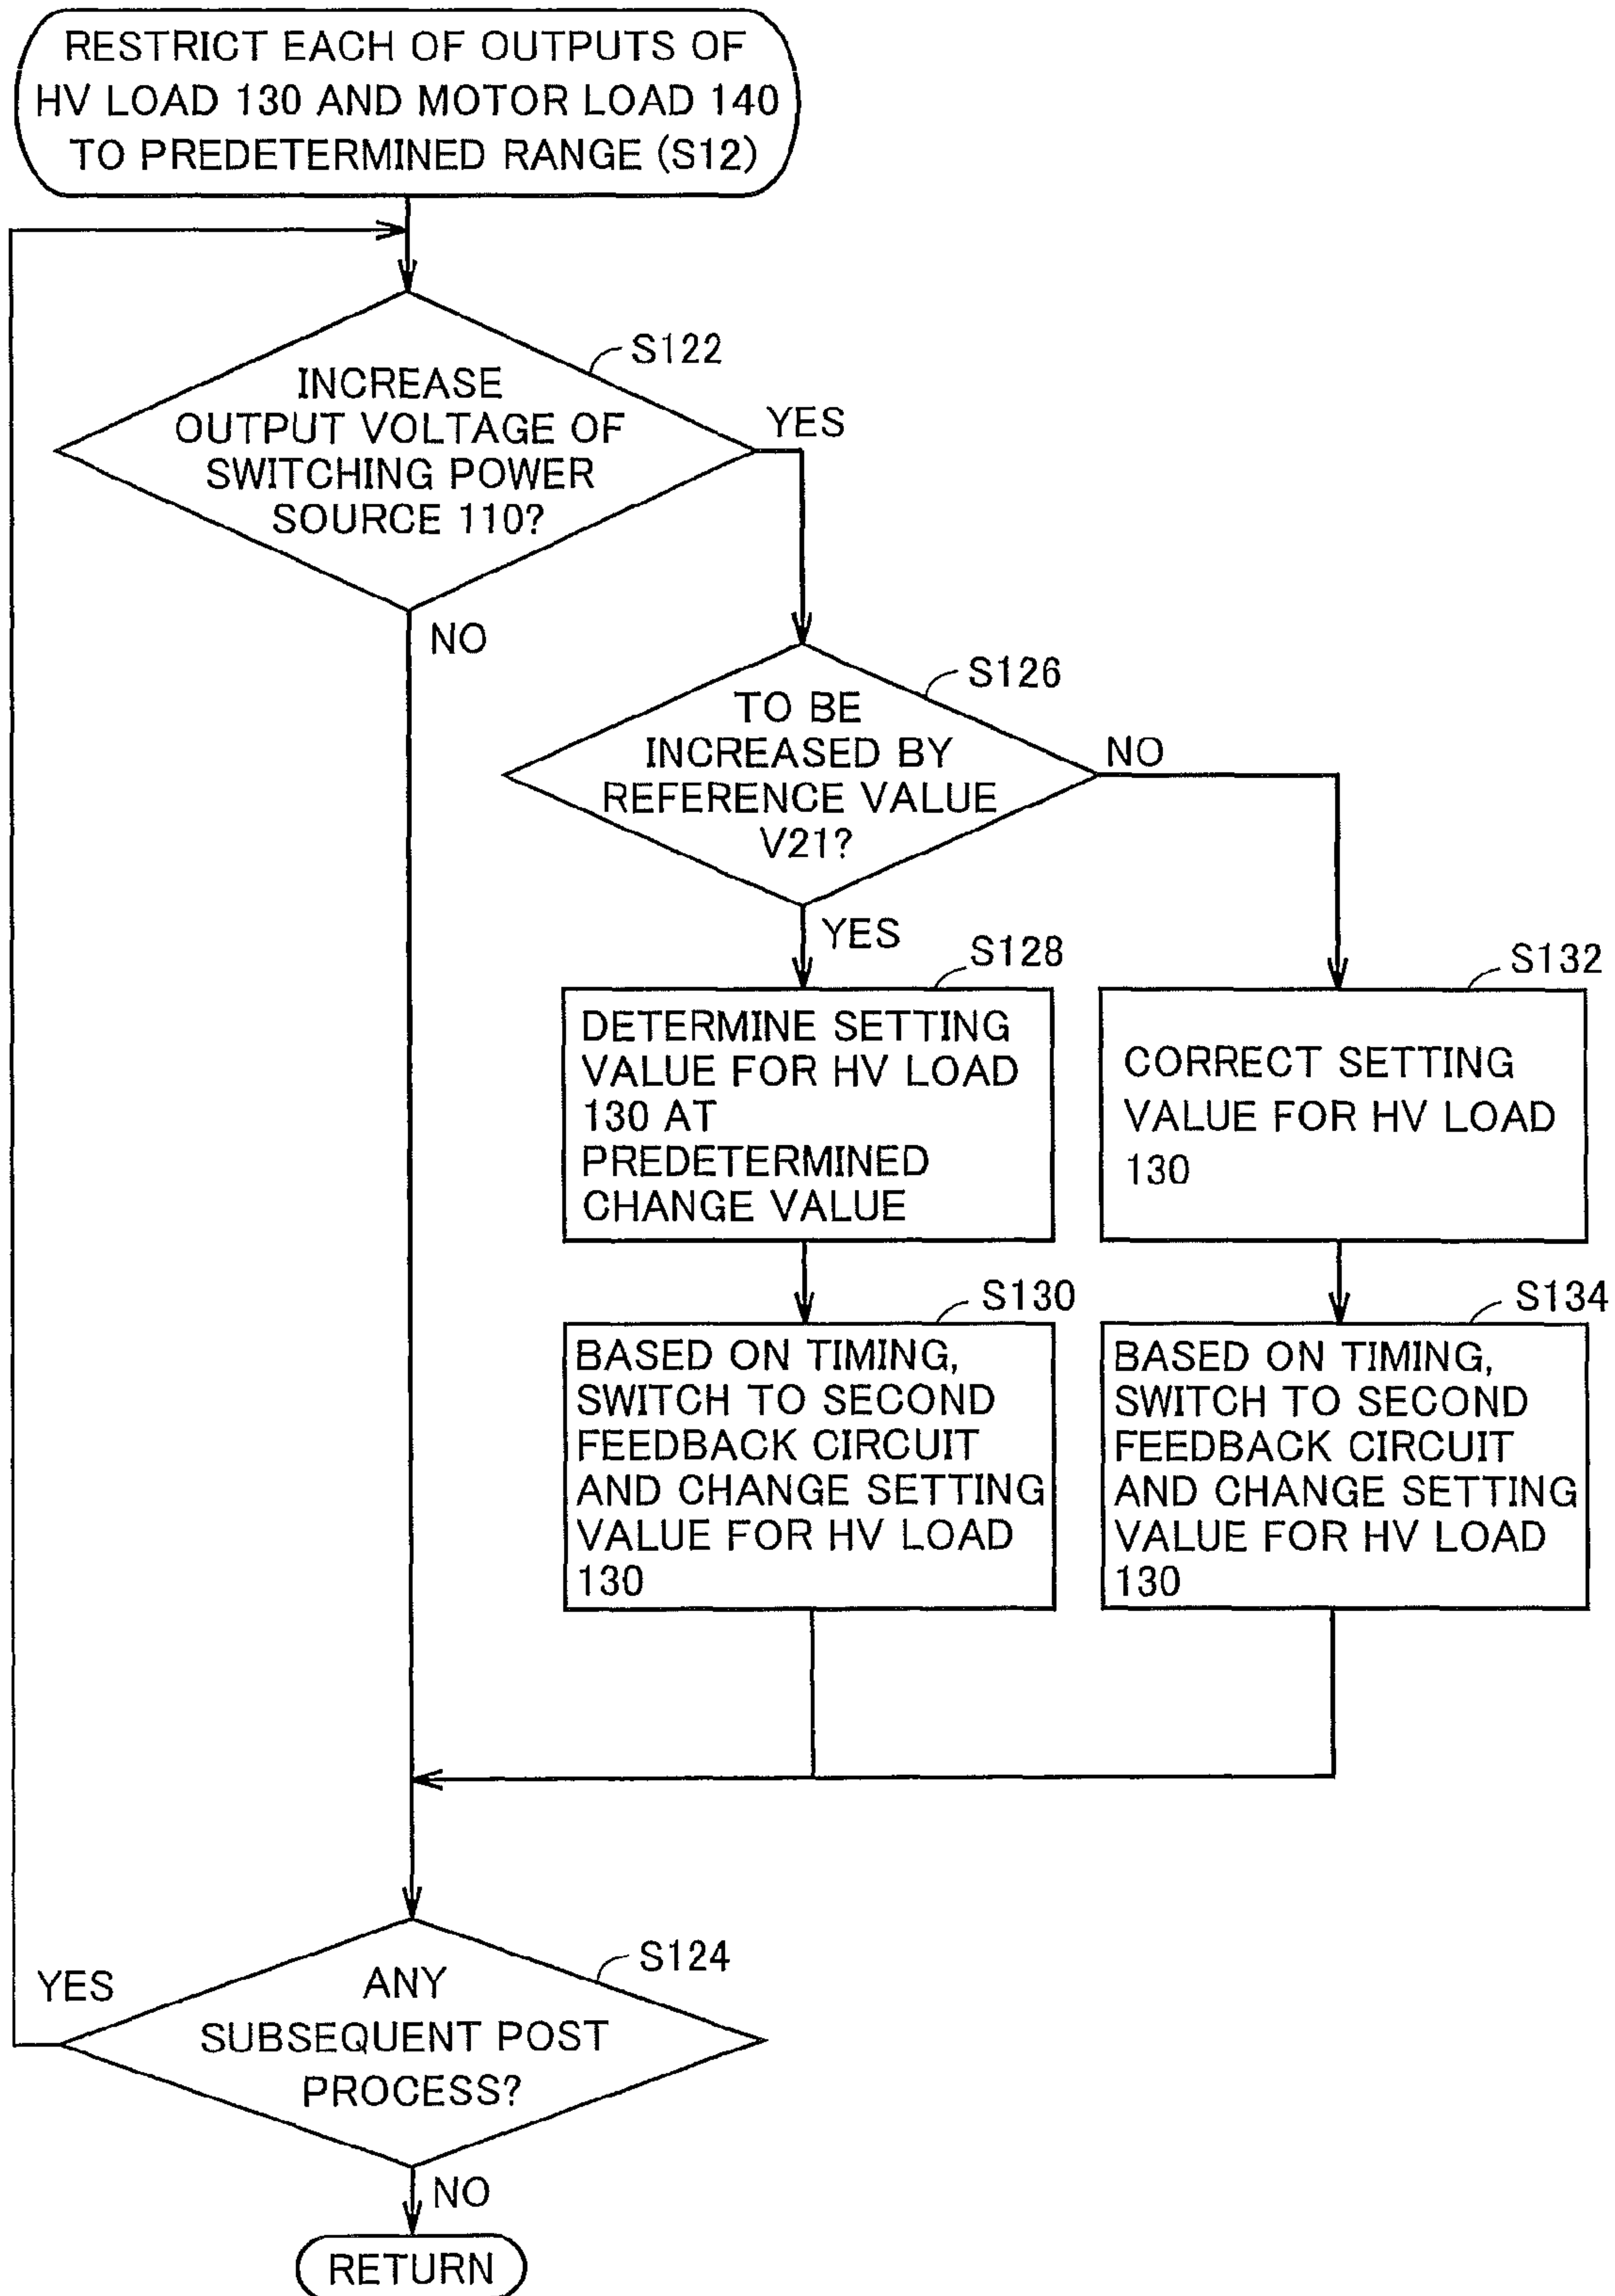 RESTRICT EACH OF OUTPUTS OF
HV LOAD 130 AND MOTOR LOAD 140
TO PREDETERMINED RANGE (S12)
S122
INCREASE
OUTPUT VOLTAGE OF
SWITCHING POWER
SOURCE 110?
YES
NO
S126
TO BE
INCREASED BY
REFERENCE VALUE
V21?
NO
YES
S128
DETERMINE SETTING
VALUE FOR HV LOAD
130 AT
PREDETERMINED
CHANGE VALUE
S132
CORRECT SETTING
VALUE FOR HV LOAD
130
S130
BASED ON TIMING,
SWITCH TO SECOND
FEEDBACK CIRCUIT
AND CHANGE SETTING
VALUE FOR HV LOAD
130
S134
BASED ON TIMING,
SWITCH TO SECOND
FEEDBACK CIRCUIT
AND CHANGE SETTING
VALUE FOR HV LOAD
130
S124
YES
ANY
SUBSEQUENT POST
PROCESS?
NO
RETURN